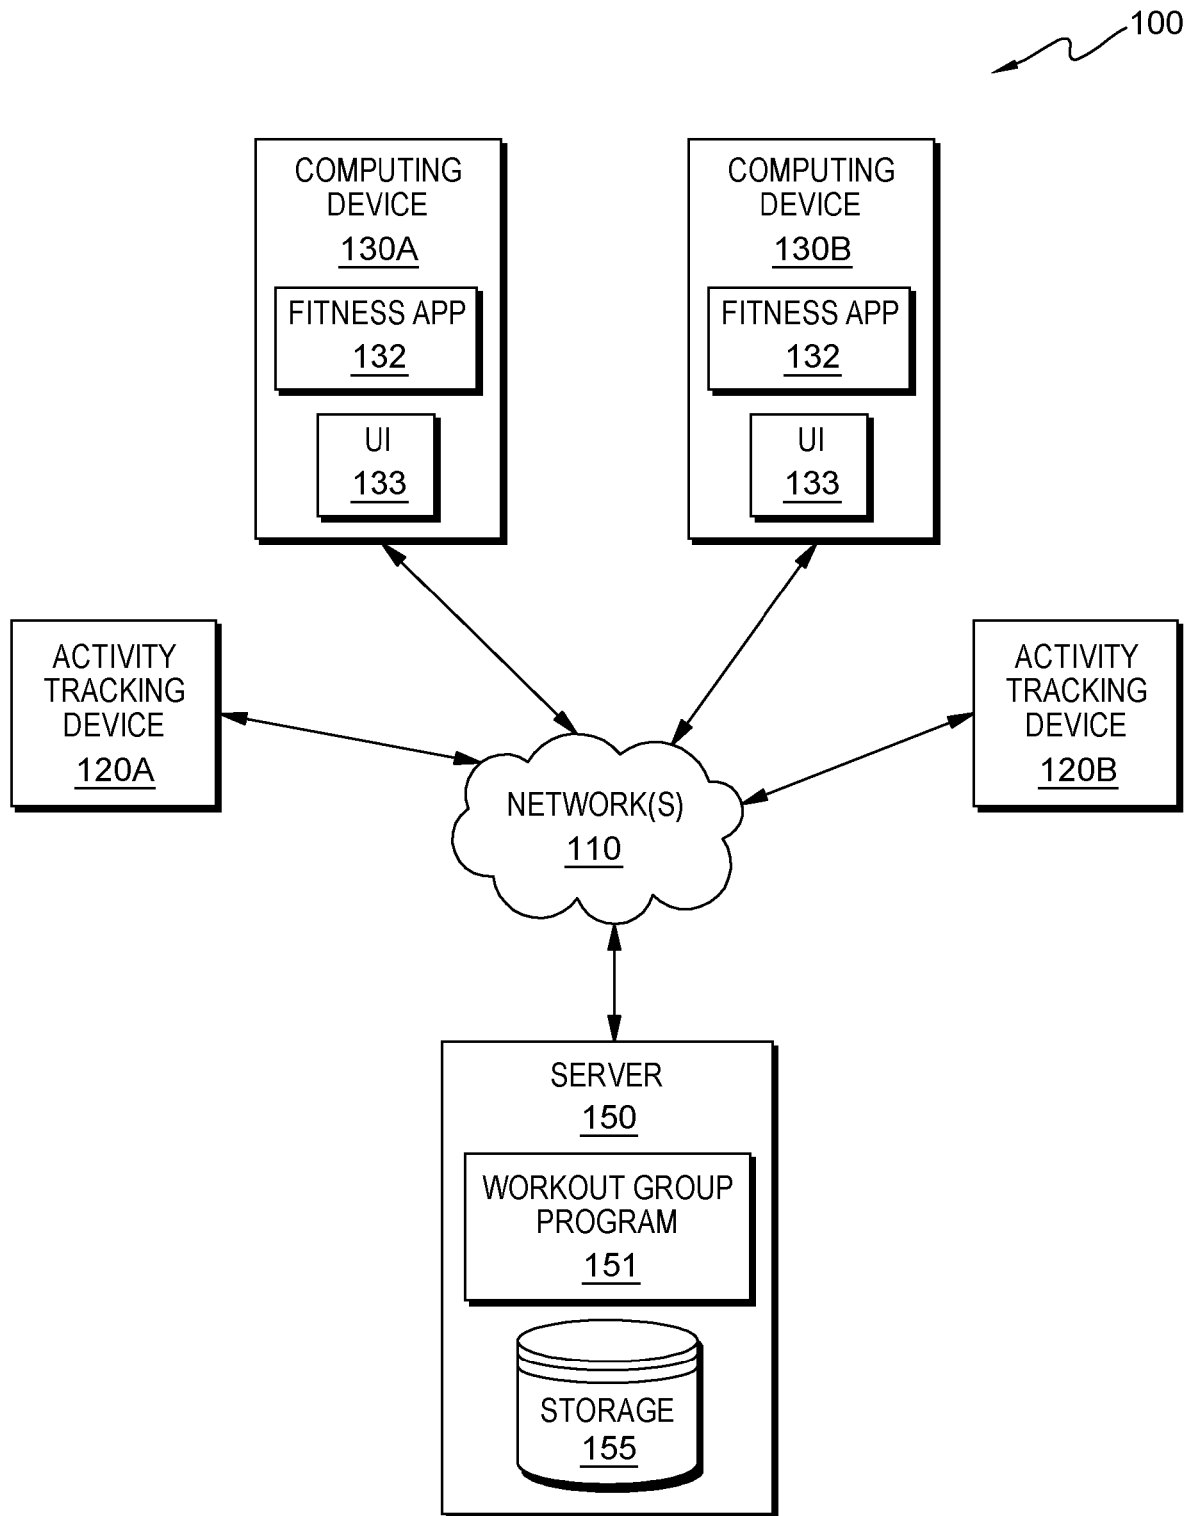 100
COMPUTING
DEVICE
130A
FITNESS APP
132
UI
133
COMPUTING
DEVICE
130B
FITNESS APP
132
UI
133
ACTIVITY
TRACKING
DEVICE
120A
ACTIVITY
TRACKING
DEVICE
120B
NETWORK(S)
110
SERVER
150
WORKOUT GROUP
PROGRAM
151
STORAGE
155